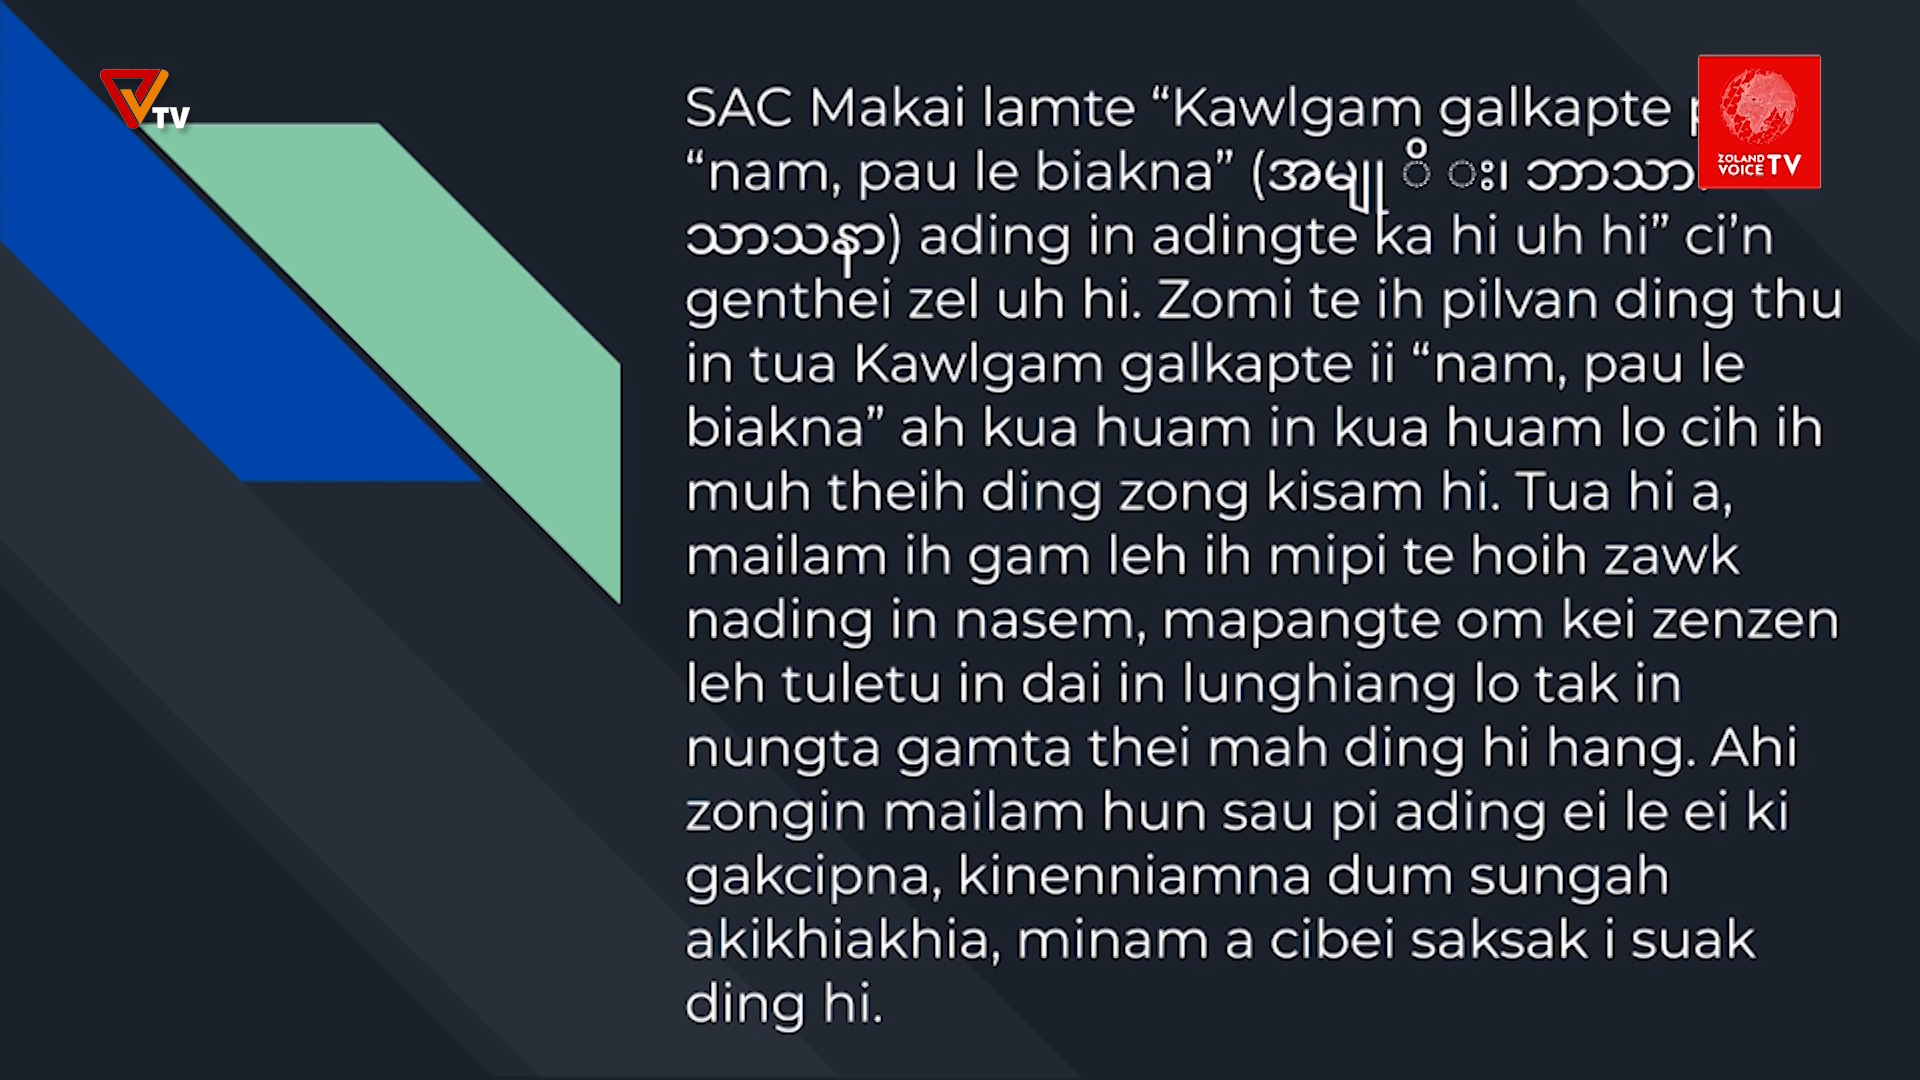 TV
ZOLAND
VOICE TV
SAC Makai lamte “Kawlgam galkapte
“nam, pau le biakna” (အမျိုး၊ ဘာသာ
သာသနာ) ading in adingte ka hi uh hi” ci’n
genthei zel uh hi. Zomi te ih pilvan ding thu
in tua Kawlgam galkapte ii “nam, pau le
biakna” ah kua huam in kua huam lo cih ih
muh theih ding zong kisam hi. Tua hi a,
mailam ih gam leh ih mipi te hoih zawk
nading in nasem, mapangte om kei zenzen
leh tuletu in dai in lunghiang lo tak in
nungta gamta thei mah ding hi hang. Ahi
zongin mailam hun sau pi ading ei le ei ki
gakcipna, kinenniamna dum sungah
akikhiakhia, minam a cibei saksak i suak
ding hi.